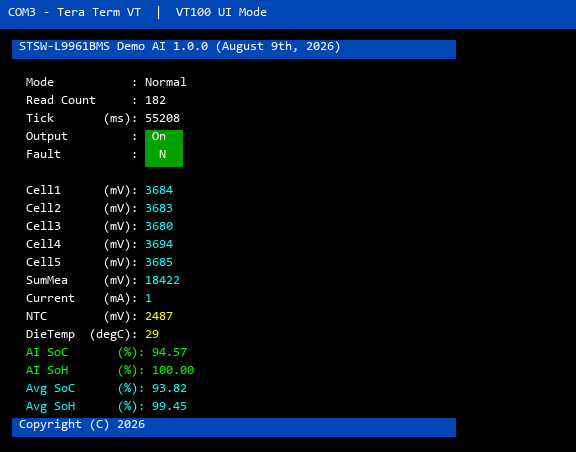 COM3 - Tera Term VT | VT100 UI Mode
STSW-L9961BMS Demo AI 1.0.0 (August 9th, 2026)
Mode : Normal
Read Count : 182
Tick (ms): 55208
Output : On
Fault : N
Cell1 (mV): 3684
Cell2 (mV): 3683
Cell3 (mV): 3680
Cell4 (mV): 3694
Cell5 (mV): 3685
SumMea (mV): 18422
Current (mA): 1
NTC (mV): 2487
DieTemp (degC): 29
AI SoC (%): 94.57
AI SoH (%): 100.00
Avg SoC (%): 93.82
Avg SoH (%): 99.45
Copyright (C) 2026